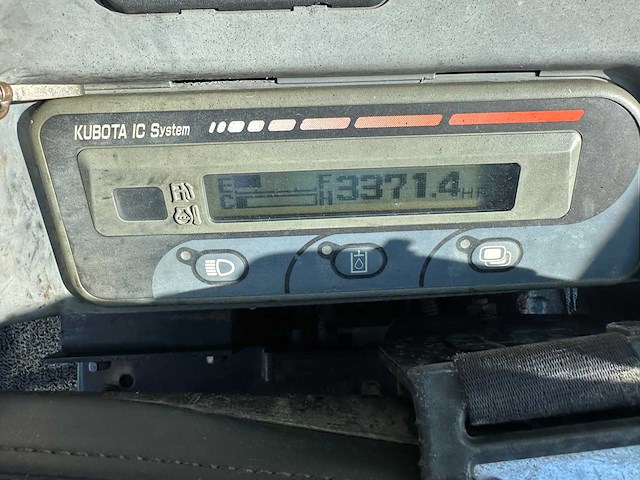 KUBOTA IC System
E F 3371.4 HR
C H